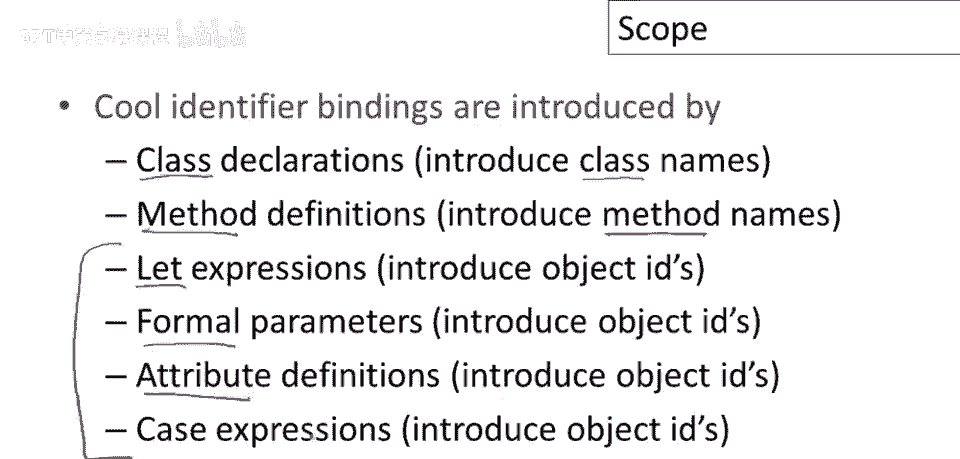 Scope
• Cool identifier bindings are introduced by
– Class declarations (introduce class names)
– Method definitions (introduce method names)
– Let expressions (introduce object id’s)
– Formal parameters (introduce object id’s)
– Attribute definitions (introduce object id’s)
– Case expressions (introduce object id’s)